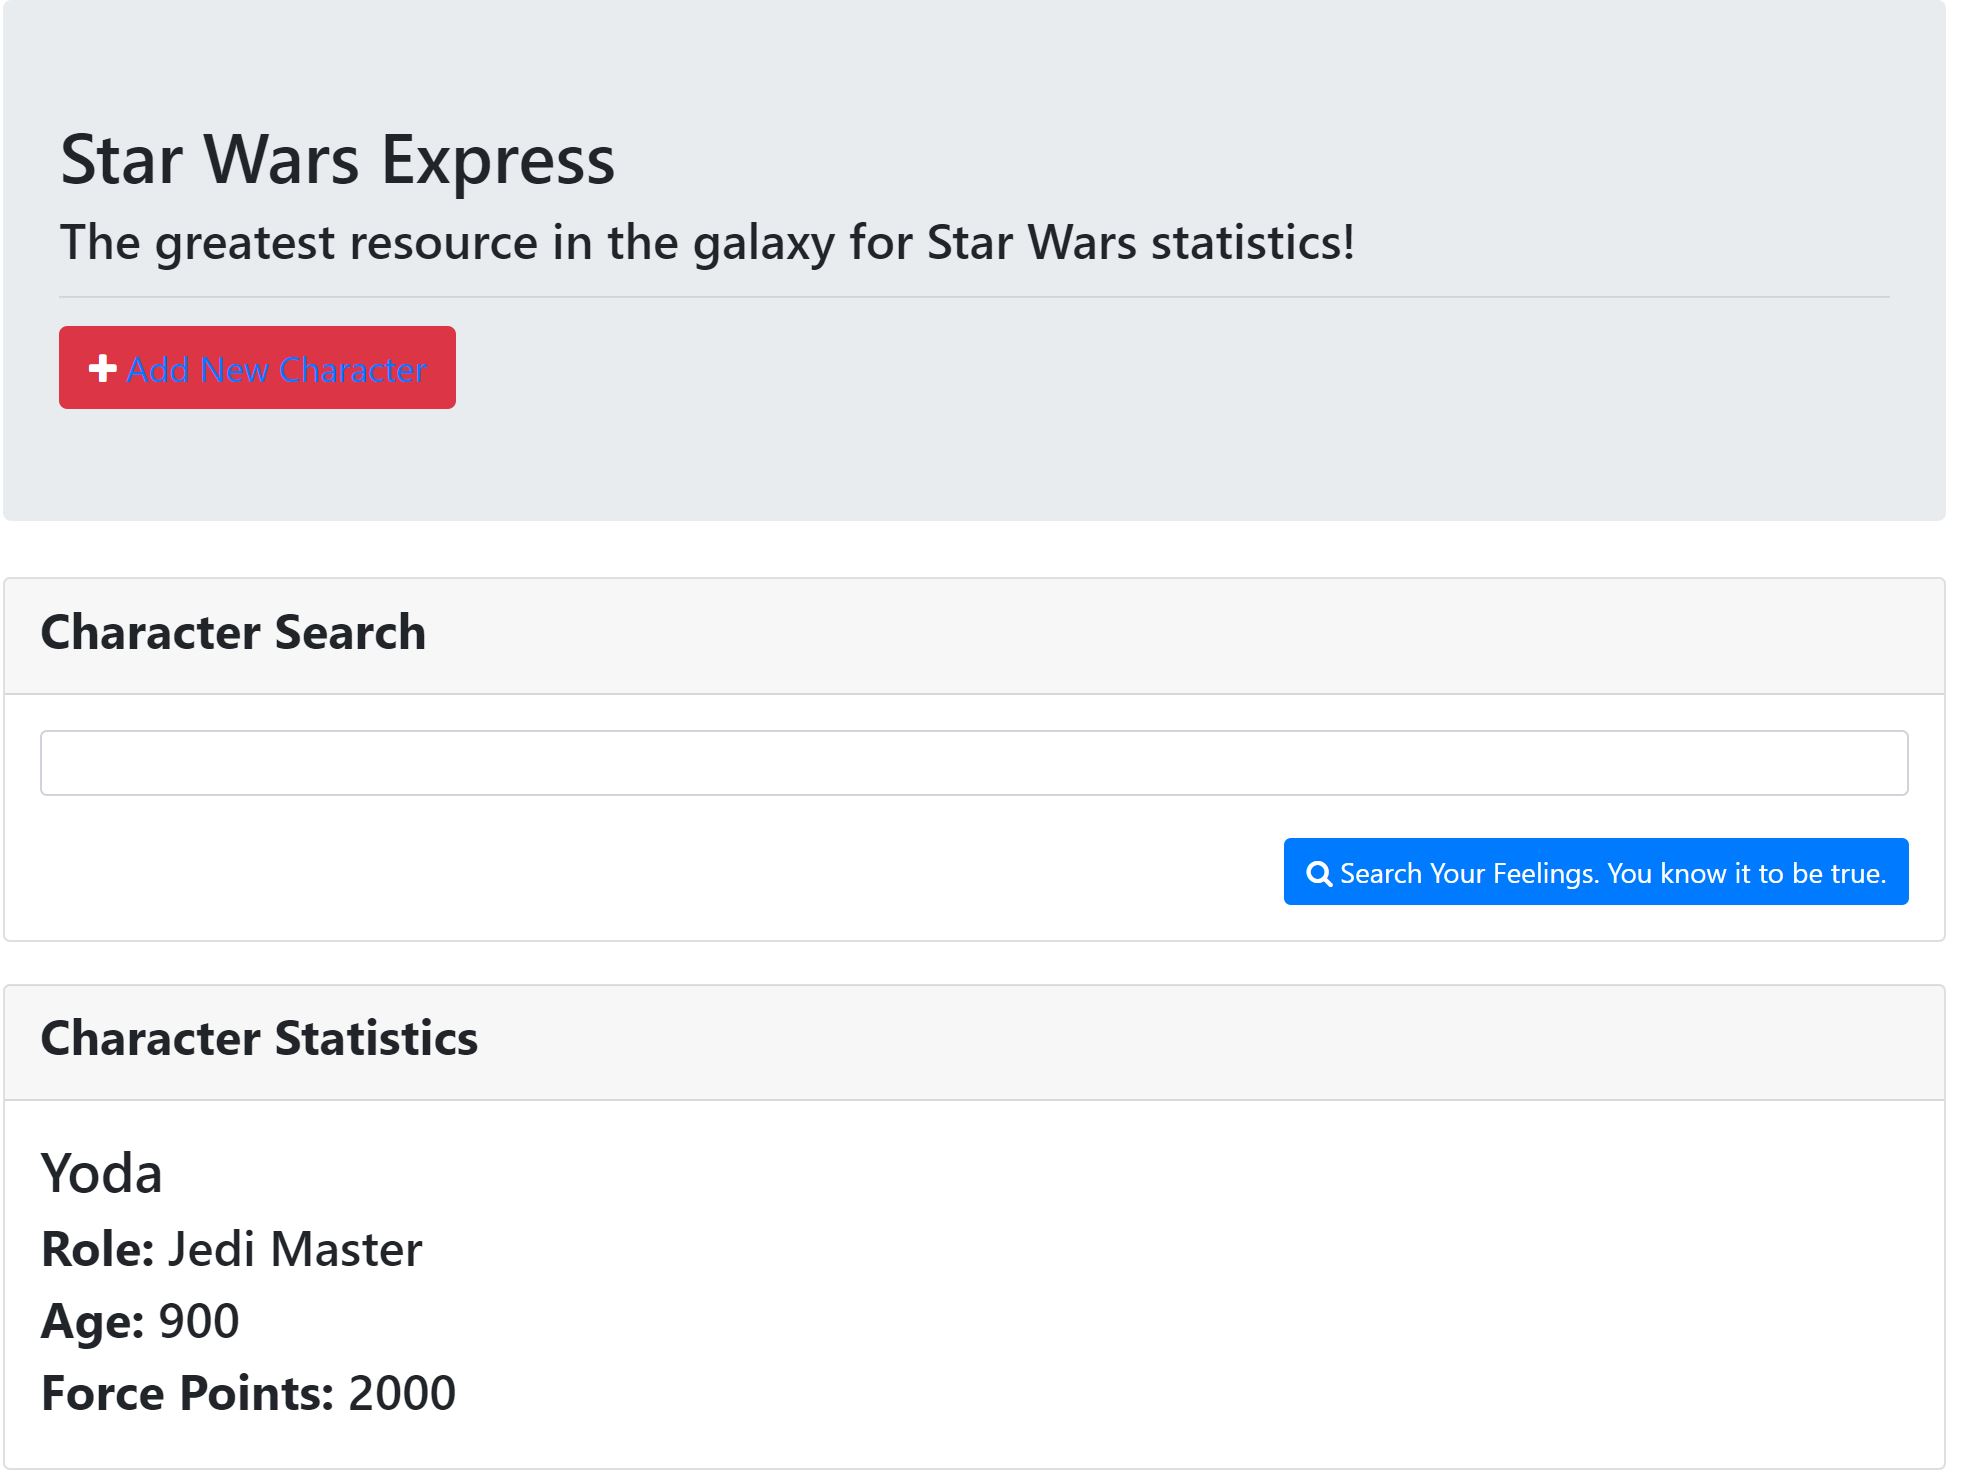 Star Wars Express
The greatest resource in the galaxy for Star Wars statistics!
Add New Character
Character Search
Search Your Feelings. You know it to be true.
Character Statistics
Yoda
Role: Jedi Master
Age: 900
Force Points: 2000